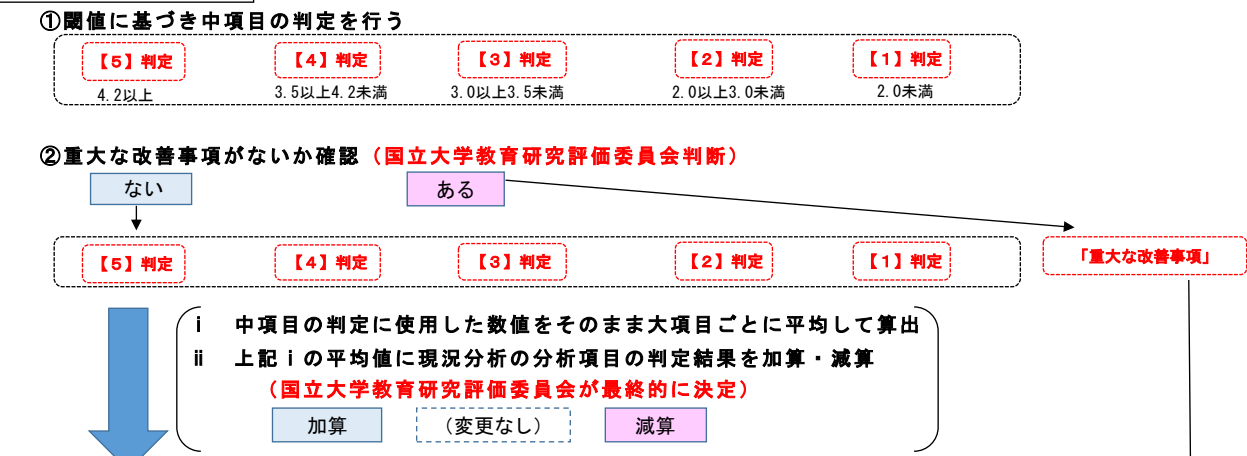 ①閾値に基づき中項目の判定を行う
【5】判定 【4】判定 【3】判定 【2】判定 【1】判定
4.2以上 3.5以上4.2未満 3.0以上3.5未満 2.0以上3.0未満 2.0未満
②重大な改善事項がないか確認（国立大学教育研究評価委員会判断）
ない ある
【5】判定 【4】判定 【3】判定 【2】判定 【1】判定 「重大な改善事項」
ⅰ 中項目の判定に使用した数値をそのまま大項目ごとに平均して算出
ⅱ 上記ⅰの平均値に現況分析の分析項目の判定結果を加算・減算
（国立大学教育研究評価委員会が最終的に決定）
加算 （変更なし） 減算